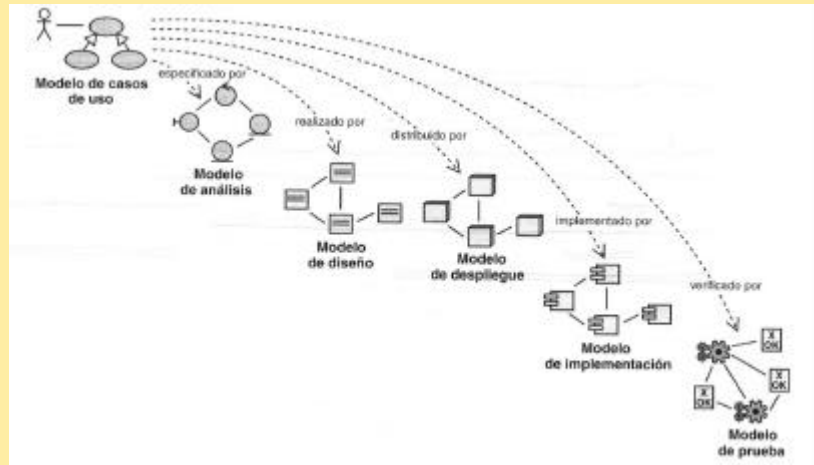 Modelo de casos
de uso
especificado por
Modelo
de análisis
realizado por
Modelo
de diseño
distribuido por
Modelo
de despliegue
implementado por
Modelo
de implementación
verificado por
X
OK
X
OK
X
OK
Modelo
de prueba